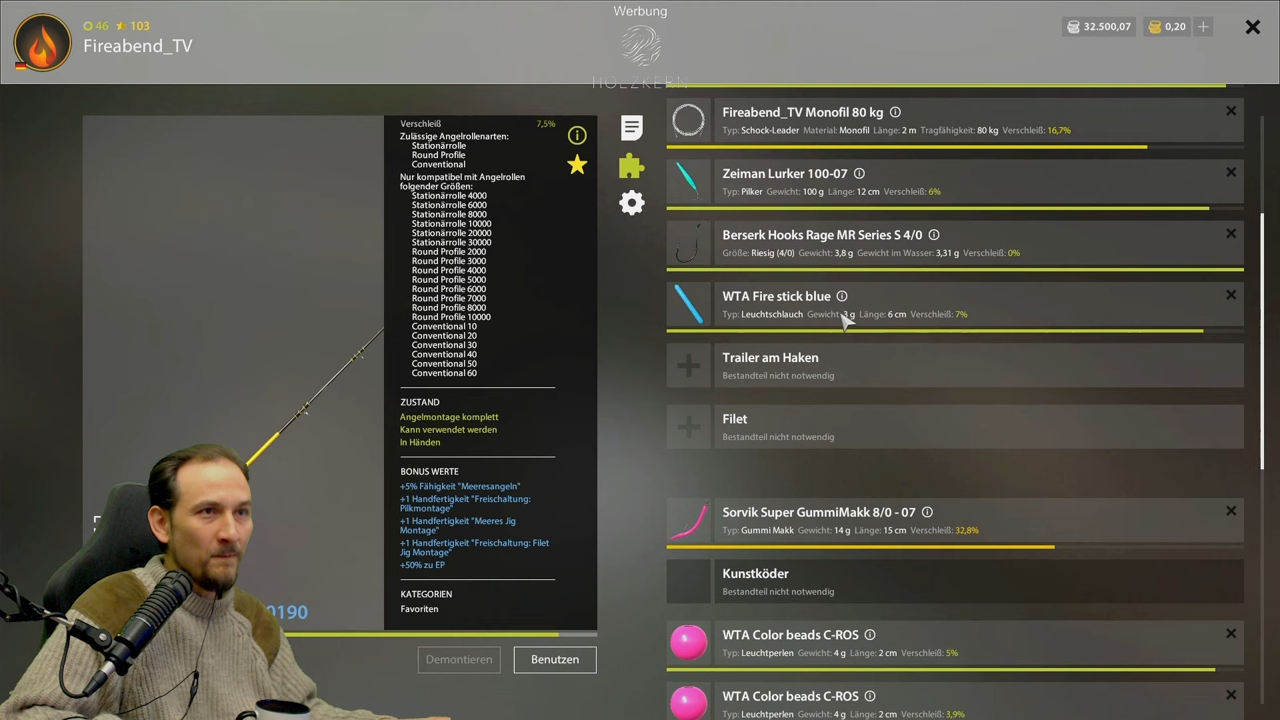 Werbung
HOLZKERN
46 103
Fireabend_TV
32.500,07
0,20
Verschleiß 7,5%
Zulässige Angelrollenarten:
Stationärrolle
Round Profile
Conventional
Nur kompatibel mit Angelrollen
folgender Größen:
Stationärrolle 4000
Stationärrolle 6000
Stationärrolle 8000
Stationärrolle 10000
Stationärrolle 20000
Stationärrolle 30000
Round Profile 2000
Round Profile 3000
Round Profile 4000
Round Profile 5000
Round Profile 6000
Round Profile 7000
Round Profile 8000
Round Profile 10000
Conventional 10
Conventional 20
Conventional 30
Conventional 40
Conventional 50
Conventional 60
ZUSTAND
Angelmontage komplett
Kann verwendet werden
In Händen
BONUS WERTE
+5% Fähigkeit "Meeresangeln"
+1 Handfertigkeit "Freischaltung:
Pilkmontage"
+1 Handfertigkeit "Meeres Jig
Montage"
+1 Handfertigkeit "Freischaltung: Filet
Jig Montage"
+50% zu EP
KATEGORIEN
Favoriten
0190
Demontieren
Benutzen
Fireabend_TV Monofil 80 kg
Typ: Schock-Leader Material: Monofil Länge: 2 m Tragfähigkeit: 80 kg Verschleiß: 16,7%
Zeiman Lurker 100-07
Typ: Pilker Gewicht: 100 g Länge: 12 cm Verschleiß: 6%
Berserk Hooks Rage MR Series S 4/0
Größe: Riesig (4/0) Gewicht: 3,8 g Gewicht im Wasser: 3,31 g Verschleiß: 0%
WTA Fire stick blue
Typ: Leuchtschlauch Gewicht: 3 g Länge: 6 cm Verschleiß: 7%
Trailer am Haken
Bestandteil nicht notwendig
Filet
Bestandteil nicht notwendig
Sorvik Super GummiMakk 8/0 - 07
Typ: Gummi Makk Gewicht: 14 g Länge: 15 cm Verschleiß: 32,8%
Kunstköder
Bestandteil nicht notwendig
WTA Color beads C-ROS
Typ: Leuchtperlen Gewicht: 4 g Länge: 2 cm Verschleiß: 5%
WTA Color beads C-ROS
Typ: Leuchtperlen Gewicht: 4 g Länge: 2 cm Verschleiß: 3,9%